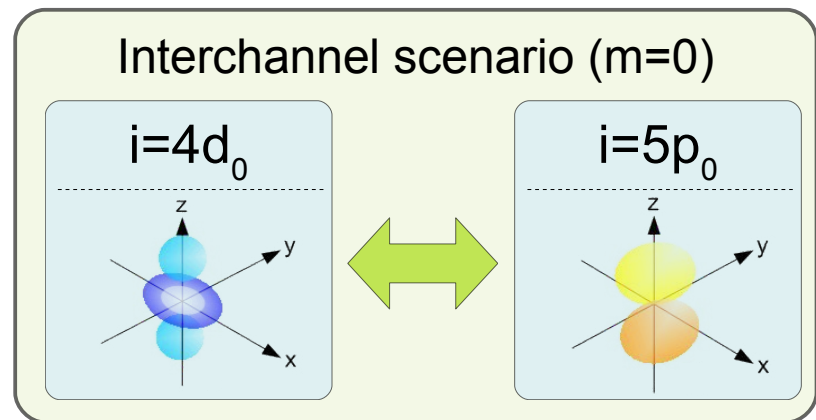 Interchannel scenario (m=0)
i=4d₀
z
y
x
i=5p₀
z
y
x